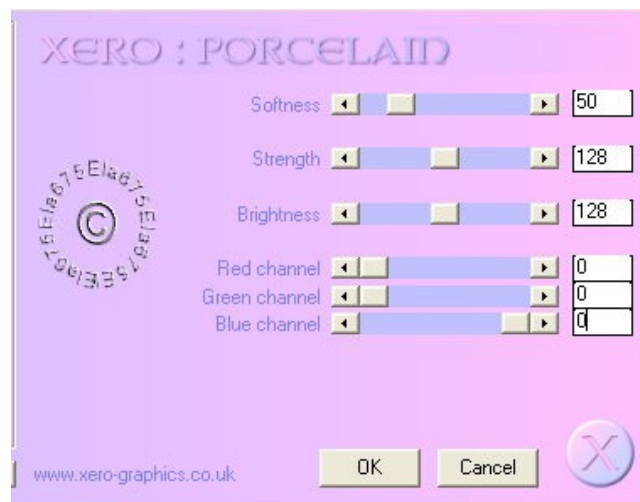 XERO : PORCELAIN
Softness 50
Strength 128
Ela675Ela675Ela675Ela675
©
Brightness 128
Red channel 0
Green channel 0
Blue channel 0
www.xero-graphics.co.uk
OK
Cancel
X